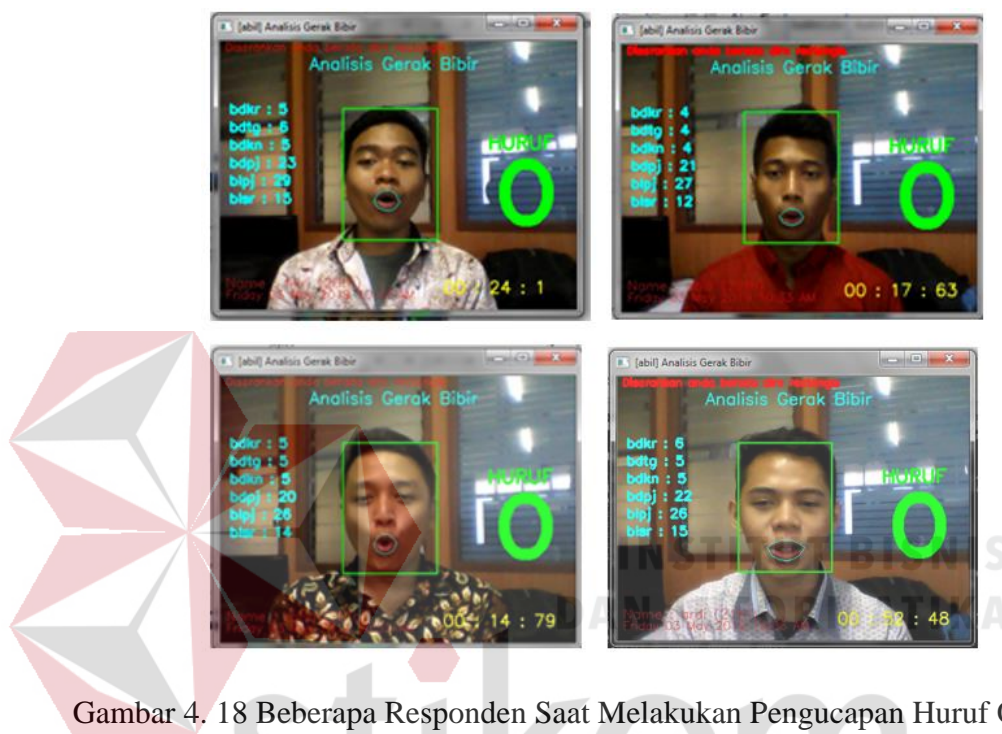 [abil] Analisis Gerak Bibir
Analisis Gerak Bibir
bdkr : 5
bdtg : 6
bdkn : 5
bdpj : 23
blpj : 29
blsr : 15
HURUF
O
24 : 1
[abil] Analisis Gerak Bibir
Analisis Gerak Bibir
bdkr : 4
bdtg : 4
bdkn : 4
bdpj : 21
blpj : 27
blsr : 12
HURUF
O
00 : 17 : 63
[abil] Analisis Gerak Bibir
Analisis Gerak Bibir
bdkr : 5
bdtg : 5
bdkn : 5
bdpj : 20
blpj : 26
blsr : 14
HURUF
O
00 : 14 : 79
[abil] Analisis Gerak Bibir
Analisis Gerak Bibir
bdkr : 6
bdtg : 5
bdkn : 5
bdpj : 22
blpj : 26
blsr : 15
HURUF
O
00 : 52 : 48
BISNIS
DAN
stikom
Gambar 4. 18 Beberapa Responden Saat Melakukan Pengucapan Huruf